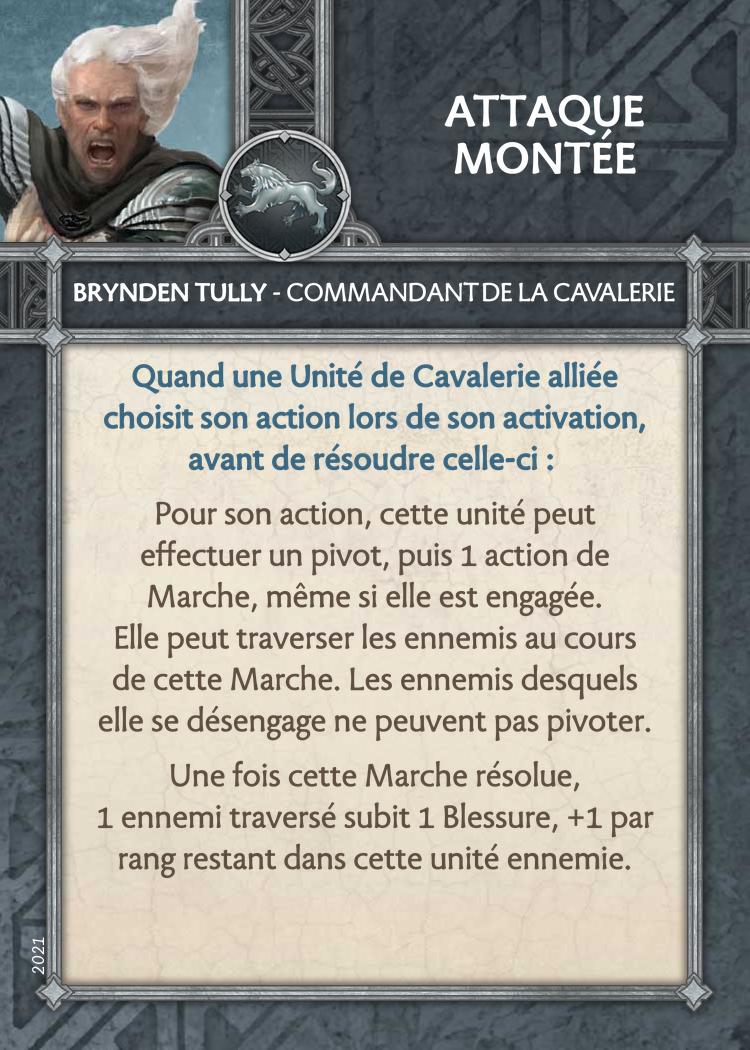 ATTAQUE
MONTÉE
BRYNDEN TULLY - COMMANDANT DE LA CAVALERIE
Quand une Unité de Cavalerie alliée
choisit son action lors de son activation,
avant de résoudre celle-ci :
Pour son action, cette unité peut
effectuer un pivot, puis 1 action de
Marche, même si elle est engagée.
Elle peut traverser les ennemis au cours
de cette Marche. Les ennemis desquels
elle se désengage ne peuvent pas pivoter.
Une fois cette Marche résolue,
1 ennemi traversé subit 1 Blessure, +1 par
rang restant dans cette unité ennemie.
2021